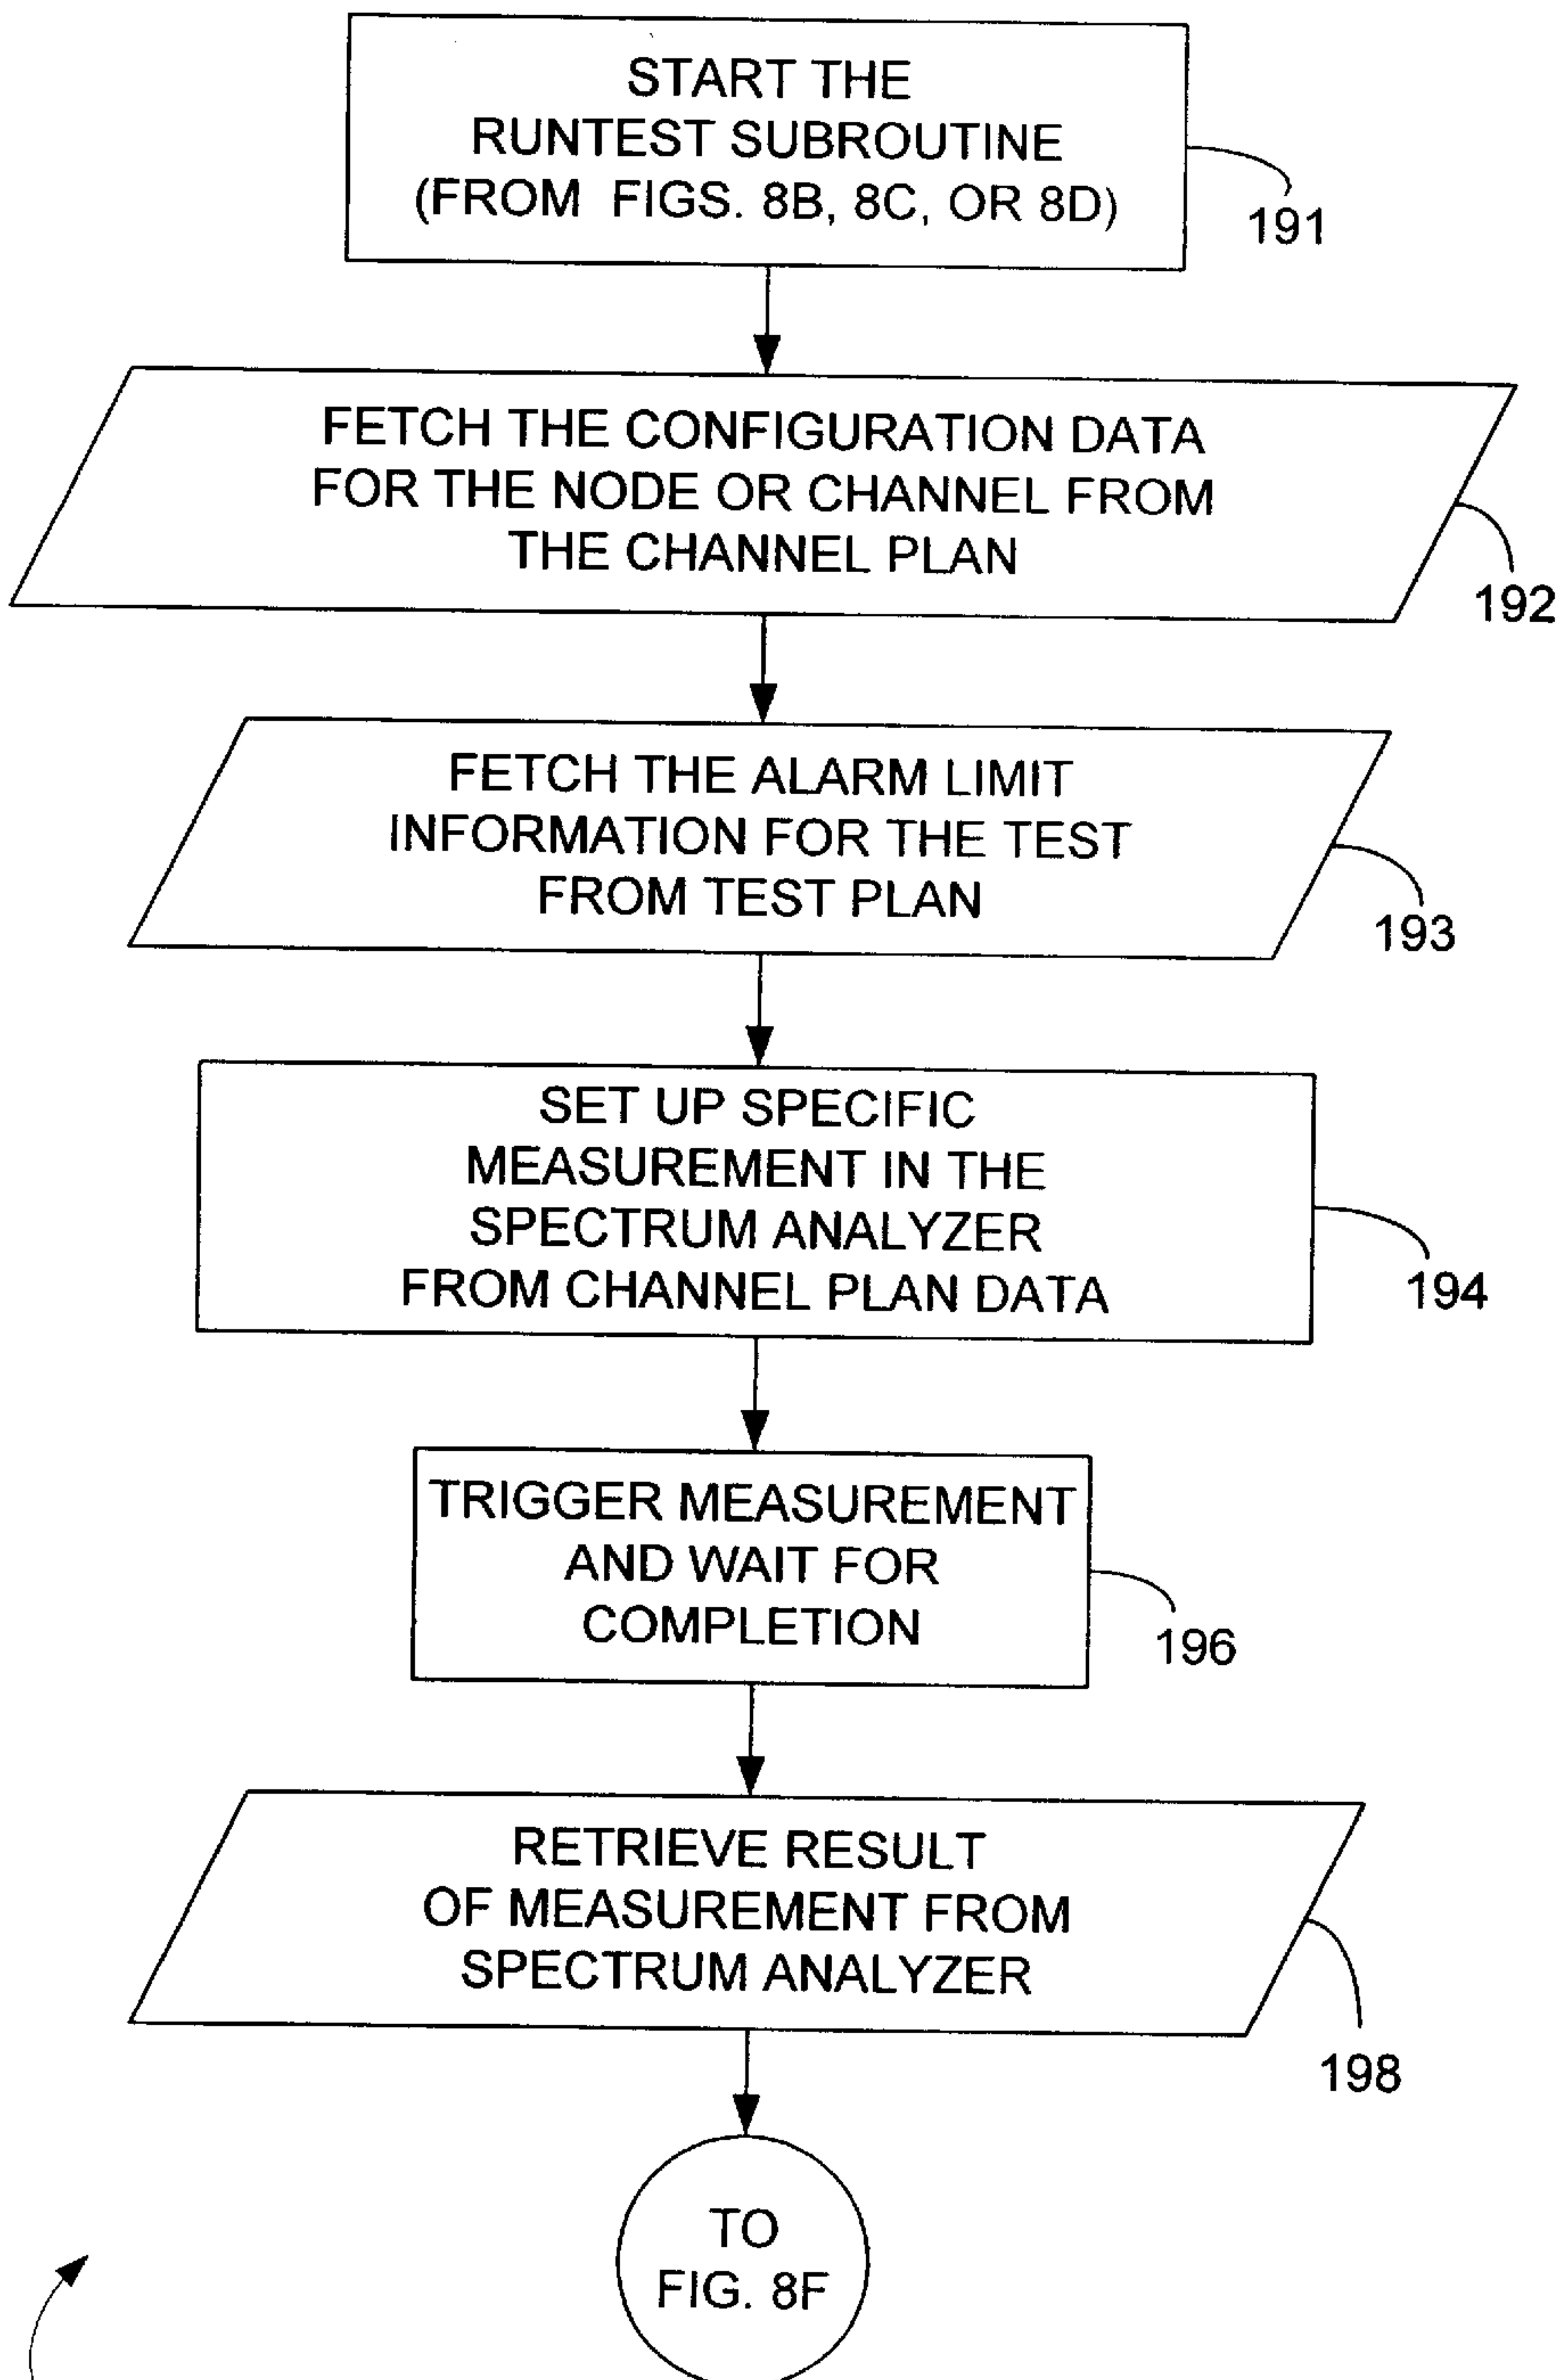 START THE
RUNTEST SUBROUTINE
(FROM FIGS. 8B, 8C, OR 8D)
191
FETCH THE CONFIGURATION DATA
FOR THE NODE OR CHANNEL FROM
THE CHANNEL PLAN
192
FETCH THE ALARM LIMIT
INFORMATION FOR THE TEST
FROM TEST PLAN
193
SET UP SPECIFIC
MEASUREMENT IN THE
SPECTRUM ANALYZER
FROM CHANNEL PLAN DATA
194
TRIGGER MEASUREMENT
AND WAIT FOR
COMPLETION
196
RETRIEVE RESULT
OF MEASUREMENT FROM
SPECTRUM ANALYZER
198
TO
FIG. 8F